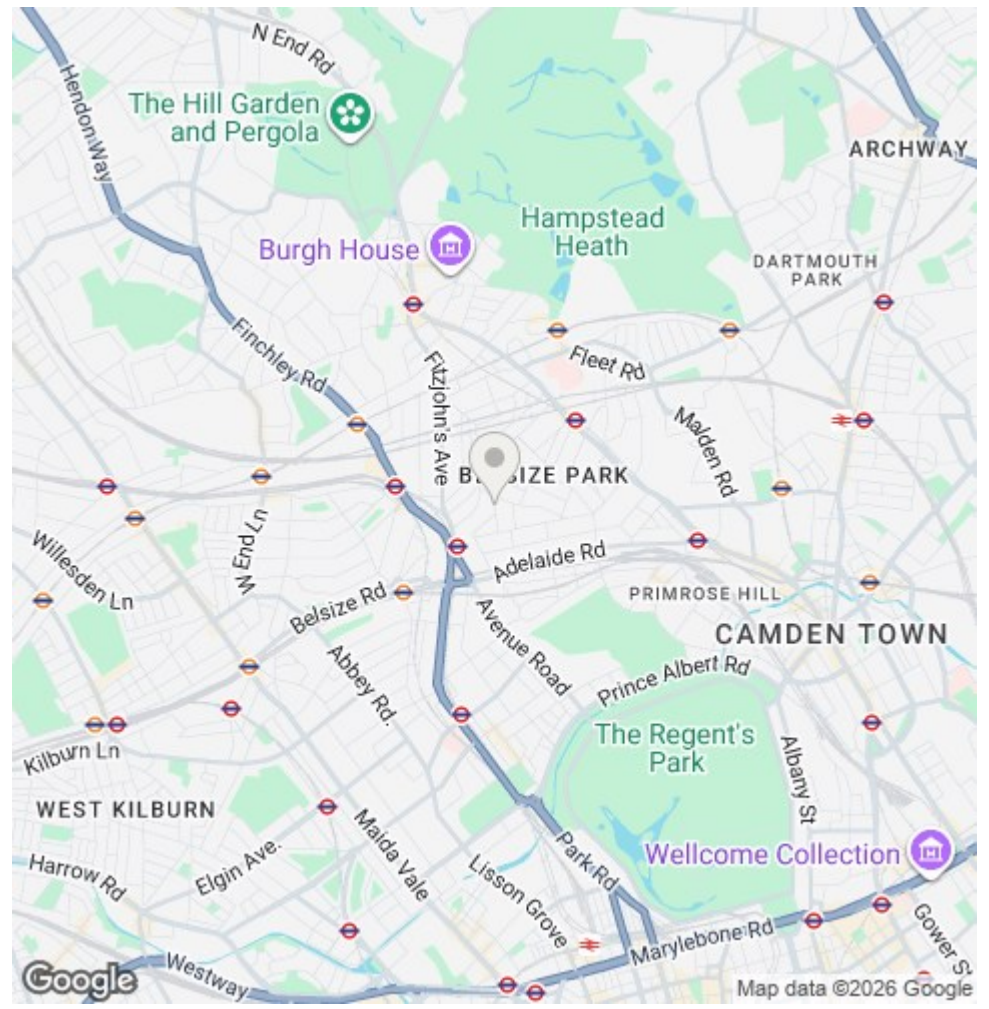 N End Rd
Hendon Way
The Hill Garden
and Pergola
ARCHWAY
Hampstead
Heath
Burgh House
DARTMOUTH
PARK
Finchley Rd
Fleet Rd
Fitzjohn's Ave
Malden Rd
BELSIZE PARK
W End Ln
Willesden Ln
Adelaide Rd
Belsize Rd
PRIMROSE HILL
Avenue Road
CAMDEN TOWN
Abbey Rd.
Prince Albert Rd
The Regent's
Park
Kilburn Ln
Albany St
WEST KILBURN
Maida Vale
Elgin Ave.
Park Rd
Wellcome Collection
Harrow Rd
Lisson Grove
Marylebone Rd
Gower St
Westway
Google
Map data ©2026 Google